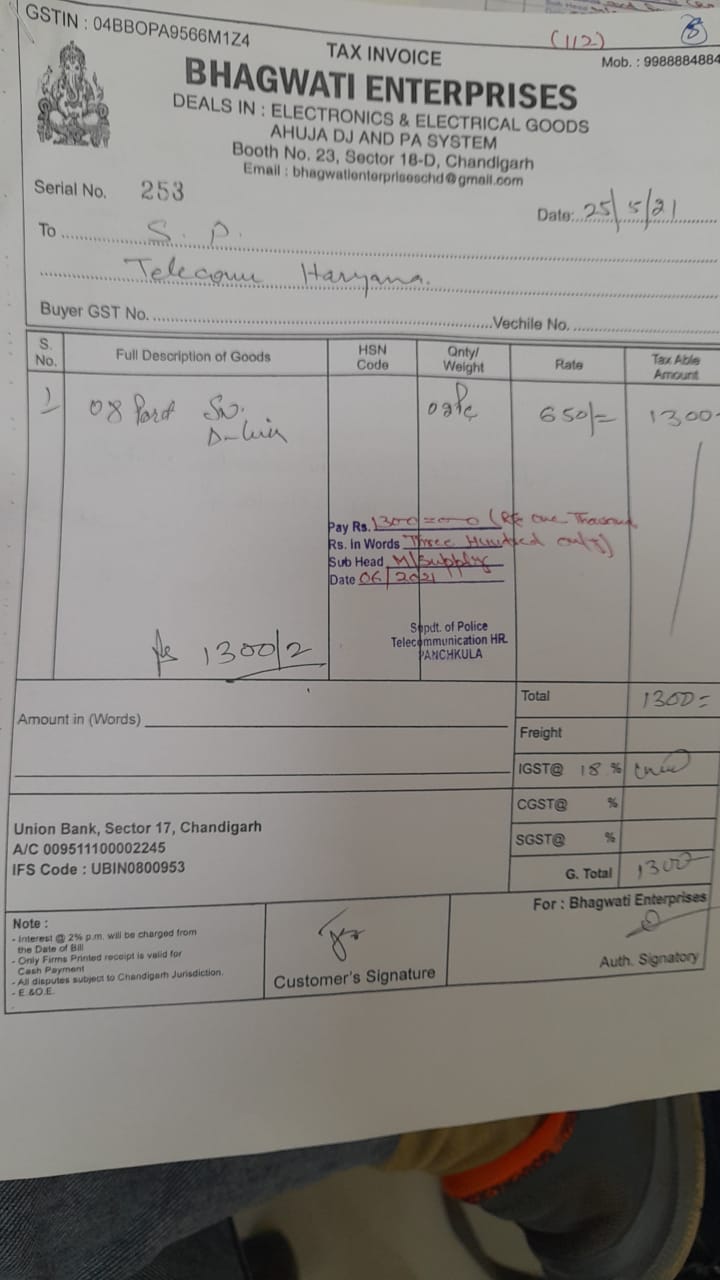 GSTIN : 04BBOPA9566M1Z4
(112)
8
TAX INVOICE
Mob. : 9988884884
BHAGWATI ENTERPRISES
DEALS IN : ELECTRONICS & ELECTRICAL GOODS
AHUJA DJ AND PA SYSTEM
Booth No. 23, Sector 18-D, Chandigarh
Email : bhagwatienterpriseschd@gmail.com
Serial No. 253
Date: 25/5/21
To S. P.
Telecom Haryana.
Buyer GST No.
Vechile No.
S. No. Full Description of Goods HSN Code Qnty/ Weight Rate Tax Able Amount
1 08 Port Sw. 02Pc 650/= 1300
D-Link
Pay Rs. 1300=00 (Rs one Thousand
Rs. in Words Three Hundred only)
Sub Head M/Supply
Date 06/2021
Supdt. of Police
Telecommunication HR.
PANCHKULA
Rs 1300/2
Total 1300=
Amount in (Words)
Freight
IGST@ 18 %
CGST@ %
SGST@ %
G. Total 1300
Union Bank, Sector 17, Chandigarh
A/C 009511100002245
IFS Code : UBIN0800953
Note :
- Interest @ 2% p.m. will be charged from
the Date of Bill
- Only Firms Printed receipt is valid for
Cash Payment
- All disputes subject to Chandigarh Jurisdiction.
- E.&O.E.
Customer's Signature
For : Bhagwati Enterprises
Auth. Signatory